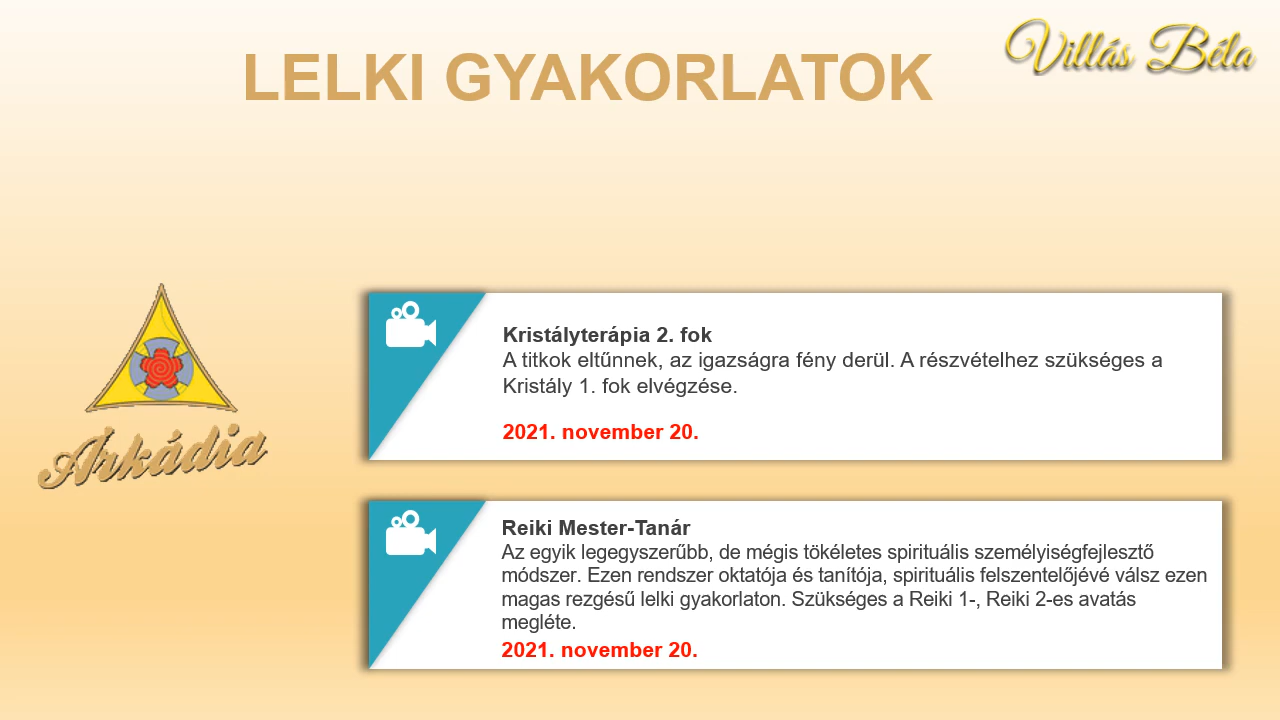 Villás Béla
LELKI GYAKORLATOK
Árkádia
Kristályterápia 2. fok
A titkok eltűnnek, az igazságra fény derül. A részvételhez szükséges a
Kristály 1. fok elvégzése.
2021. november 20.
Reiki Mester-Tanár
Az egyik legegyszerűbb, de mégis tökéletes spirituális személyiségfejlesztő
módszer. Ezen rendszer oktatója és tanítója, spirituális felszentelőjévé válsz ezen
magas rezgésű lelki gyakorlaton. Szükséges a Reiki 1-, Reiki 2-es avatás
megléte.
2021. november 20.